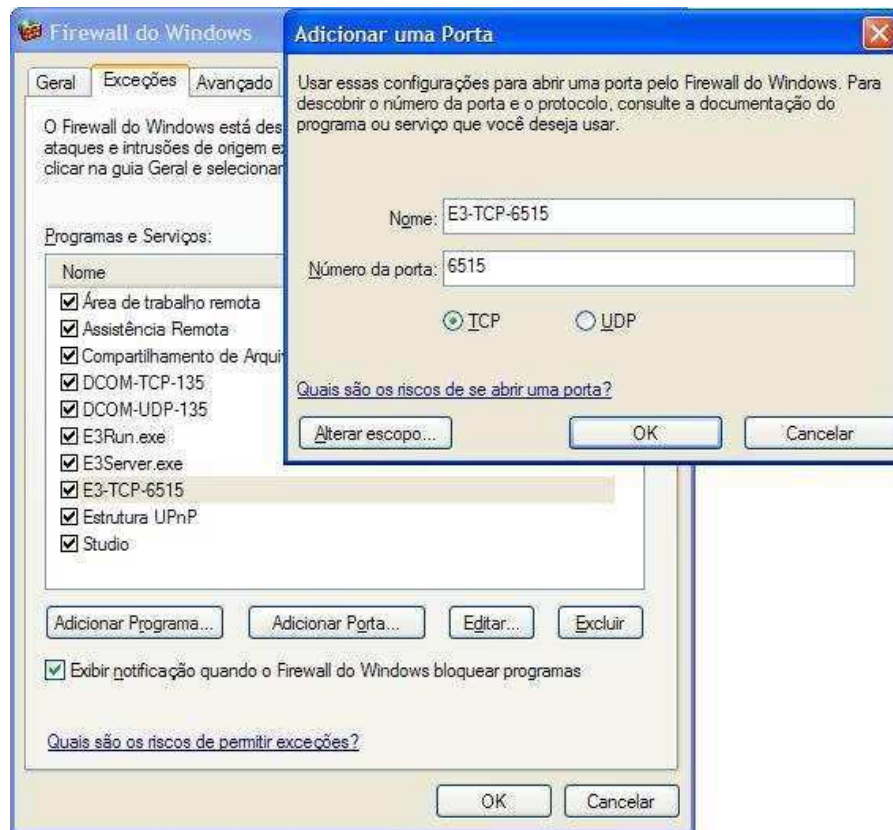 Firewall do Windows
Geral
Exceções
Avançado
O Firewall do Windows está des
ataques e intrusões de origem e
clicar na guia Geral e selecionar
Programas e Serviços:
Nome
Área de trabalho remota
Assistência Remota
Compartilhamento de Arqui
DCOM-TCP-135
DCOM-UDP-135
E3Run.exe
E3Server.exe
E3-TCP-6515
Estrutura UPnP
Studio
Adicionar Programa...
Adicionar Porta...
Editar...
Excluir
Exibir notificação quando o Firewall do Windows bloquear programas
Quais são os riscos de permitir exceções?
OK
Cancelar
Adicionar uma Porta
Usar essas configurações para abrir uma porta pelo Firewall do Windows. Para
descobrir o número da porta e o protocolo, consulte a documentação do
programa ou serviço que você deseja usar.
Nome: E3-TCP-6515
Número da porta: 6515
TCP
UDP
Quais são os riscos de se abrir uma porta?
Alterar escopo...
OK
Cancelar